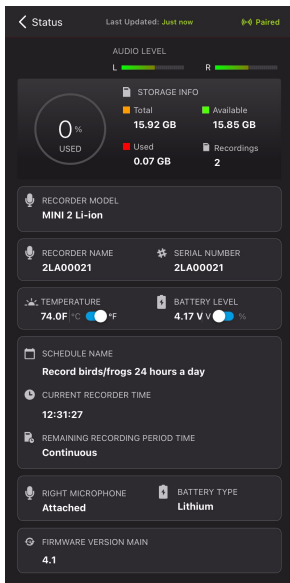 Status Last Updated: Just now Paired
AUDIO LEVEL
L R
STORAGE INFO
Total Available
15.92 GB 15.85 GB
0%
USED
Used Recordings
0.07 GB 2
RECORDER MODEL
MINI 2 Li-ion
RECORDER NAME SERIAL NUMBER
2LA00021 2LA00021
TEMPERATURE BATTERY LEVEL
74.0F °C °F 4.17 V V %
SCHEDULE NAME
Record birds/frogs 24 hours a day
CURRENT RECORDER TIME
12:31:27
REMAINING RECORDING PERIOD TIME
Continuous
RIGHT MICROPHONE BATTERY TYPE
Attached Lithium
FIRMWARE VERSION MAIN
4.1